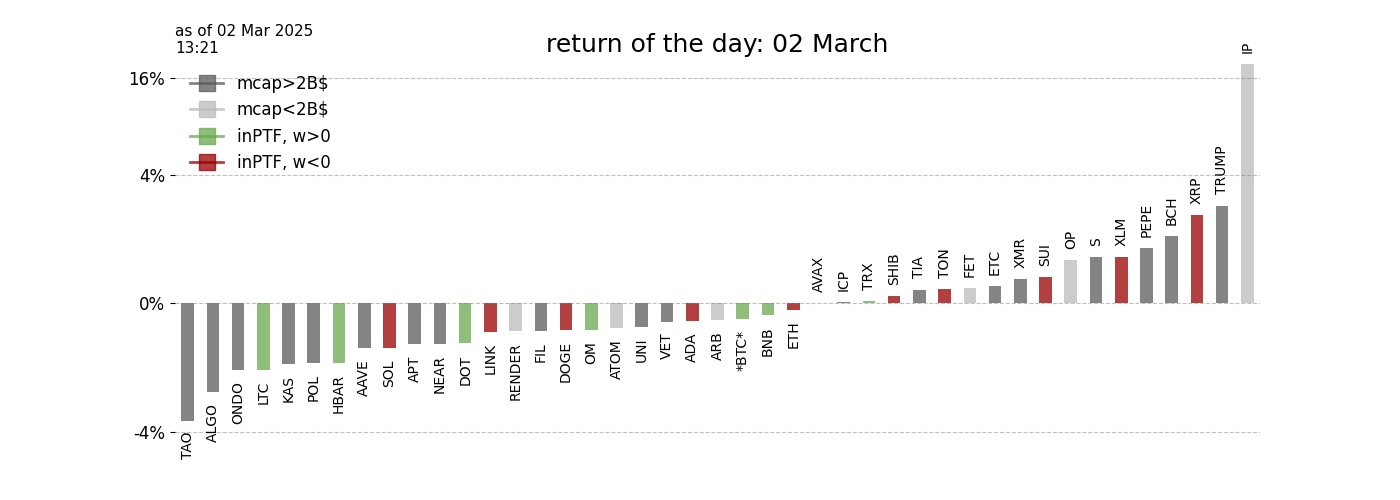 as of 02 Mar 2025
13:21
return of the day: 02 March
mcap>2B$
mcap<2B$
inPTF, w>0
inPTF, w<0
16%
4%
0%
-4%
TAO
ALGO
ONDO
LTC
KAS
POL
HBAR
AAVE
SOL
APT
NEAR
DOT
LINK
RENDER
FIL
DOGE
OM
ATOM
UNI
VET
ADA
ARB
*BTC*
BNB
ETH
AVAX
ICP
TRX
SHIB
TIA
TON
FET
ETC
XMR
SUI
OP
S
XLM
PEPE
BCH
XRP
TRUMP
IP